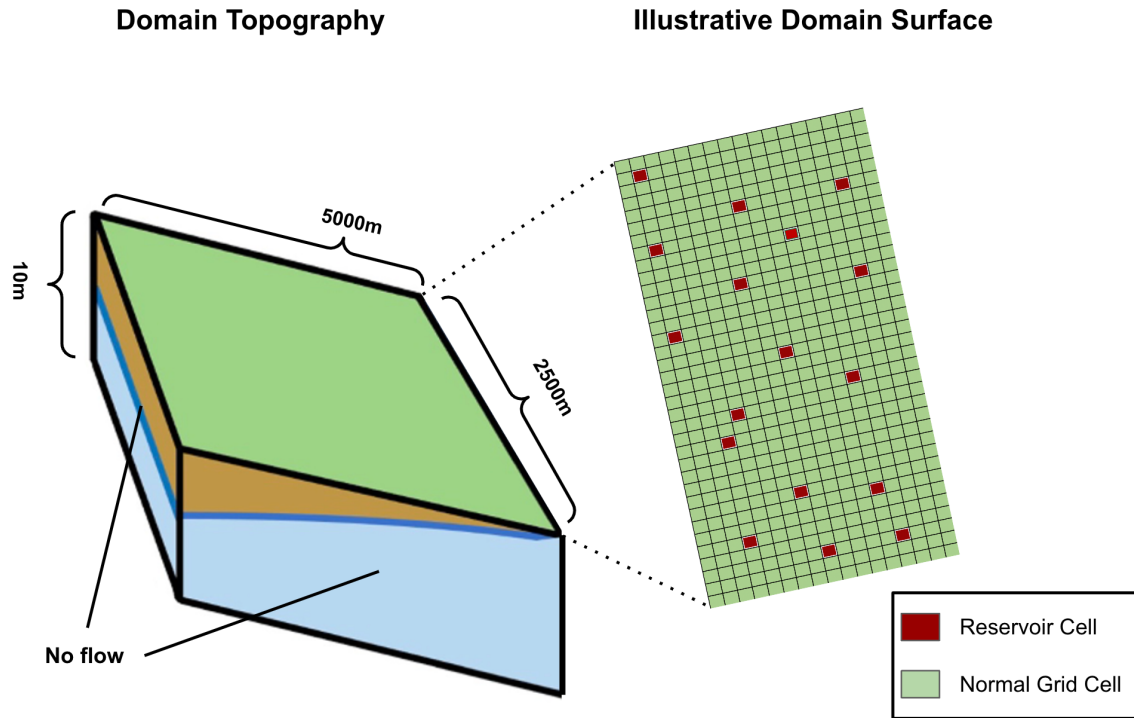 Domain Topography
Illustrative Domain Surface
5000m
10m
2500m
No flow
Reservoir Cell
Normal Grid Cell